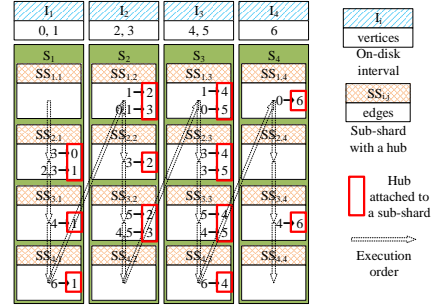 I1 I2 I3 I4
0, 1 2, 3 4, 5 6
S1 S2 S3 S4
SS1.1 SS1.2 SS1.3 SS1.4
1 2 1 4
0,1 3 0 5
0 6
SS2.1 SS2.2 SS2.3 SS2.4
3 0 3 4
3 2
2,3 1 3 5
SS3.1 SS3.2 SS3.3 SS3.4
5 2 5 4
4 1 4 6
4,5 3 4 5
SS4.1 SS4.2 SS4.3 SS4.4
6 1 6 4
Ii
vertices
On-disk
interval
SSi.j
edges
Sub-shard
with a hub
Hub
attached to
a sub-shard
Execution
order